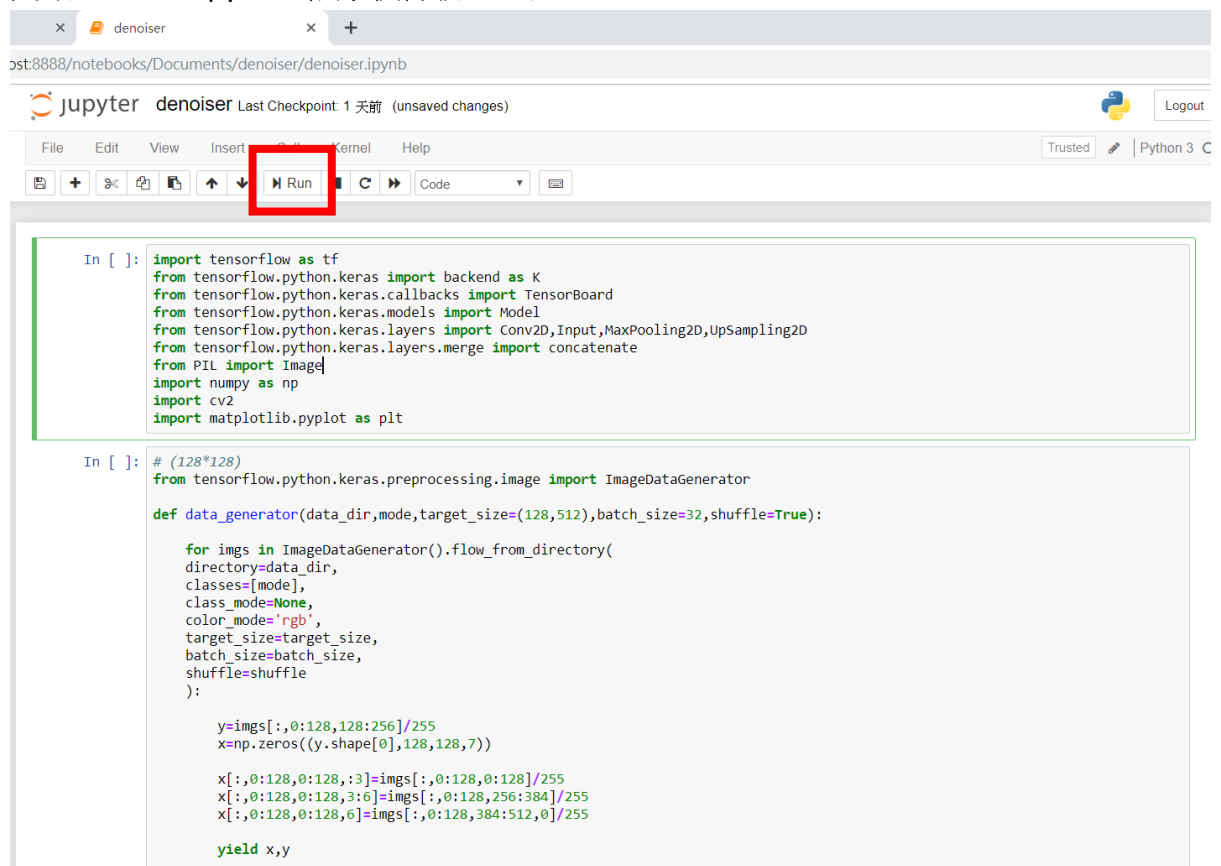 denoiser
ost:8888/notebooks/Documents/denoiser/denoiser.ipynb
jupyter denoiser Last Checkpoint: 1 天前 (unsaved changes)
Logout
File Edit View Insert Kernel Help
Trusted | Python 3
Run Code
In [ ]: import tensorflow as tf
from tensorflow.python.keras import backend as K
from tensorflow.python.keras.callbacks import TensorBoard
from tensorflow.python.keras.models import Model
from tensorflow.python.keras.layers import Conv2D,Input,MaxPooling2D,UpSampling2D
from tensorflow.python.keras.layers.merge import concatenate
from PIL import Image
import numpy as np
import cv2
import matplotlib.pyplot as plt
In [ ]: # (128*128)
from tensorflow.python.keras.preprocessing.image import ImageDataGenerator
def data_generator(data_dir,mode,target_size=(128,512),batch_size=32,shuffle=True):
for imgs in ImageDataGenerator().flow_from_directory(
directory=data_dir,
classes=[mode],
class_mode=None,
color_mode='rgb',
target_size=target_size,
batch_size=batch_size,
shuffle=shuffle
):
y=imgs[:,0:128,128:256]/255
x=np.zeros((y.shape[0],128,128,7))
x[:,0:128,0:128,:3]=imgs[:,0:128,0:128]/255
x[:,0:128,0:128,3:6]=imgs[:,0:128,256:384]/255
x[:,0:128,0:128,6]=imgs[:,0:128,384:512,0]/255
yield x,y